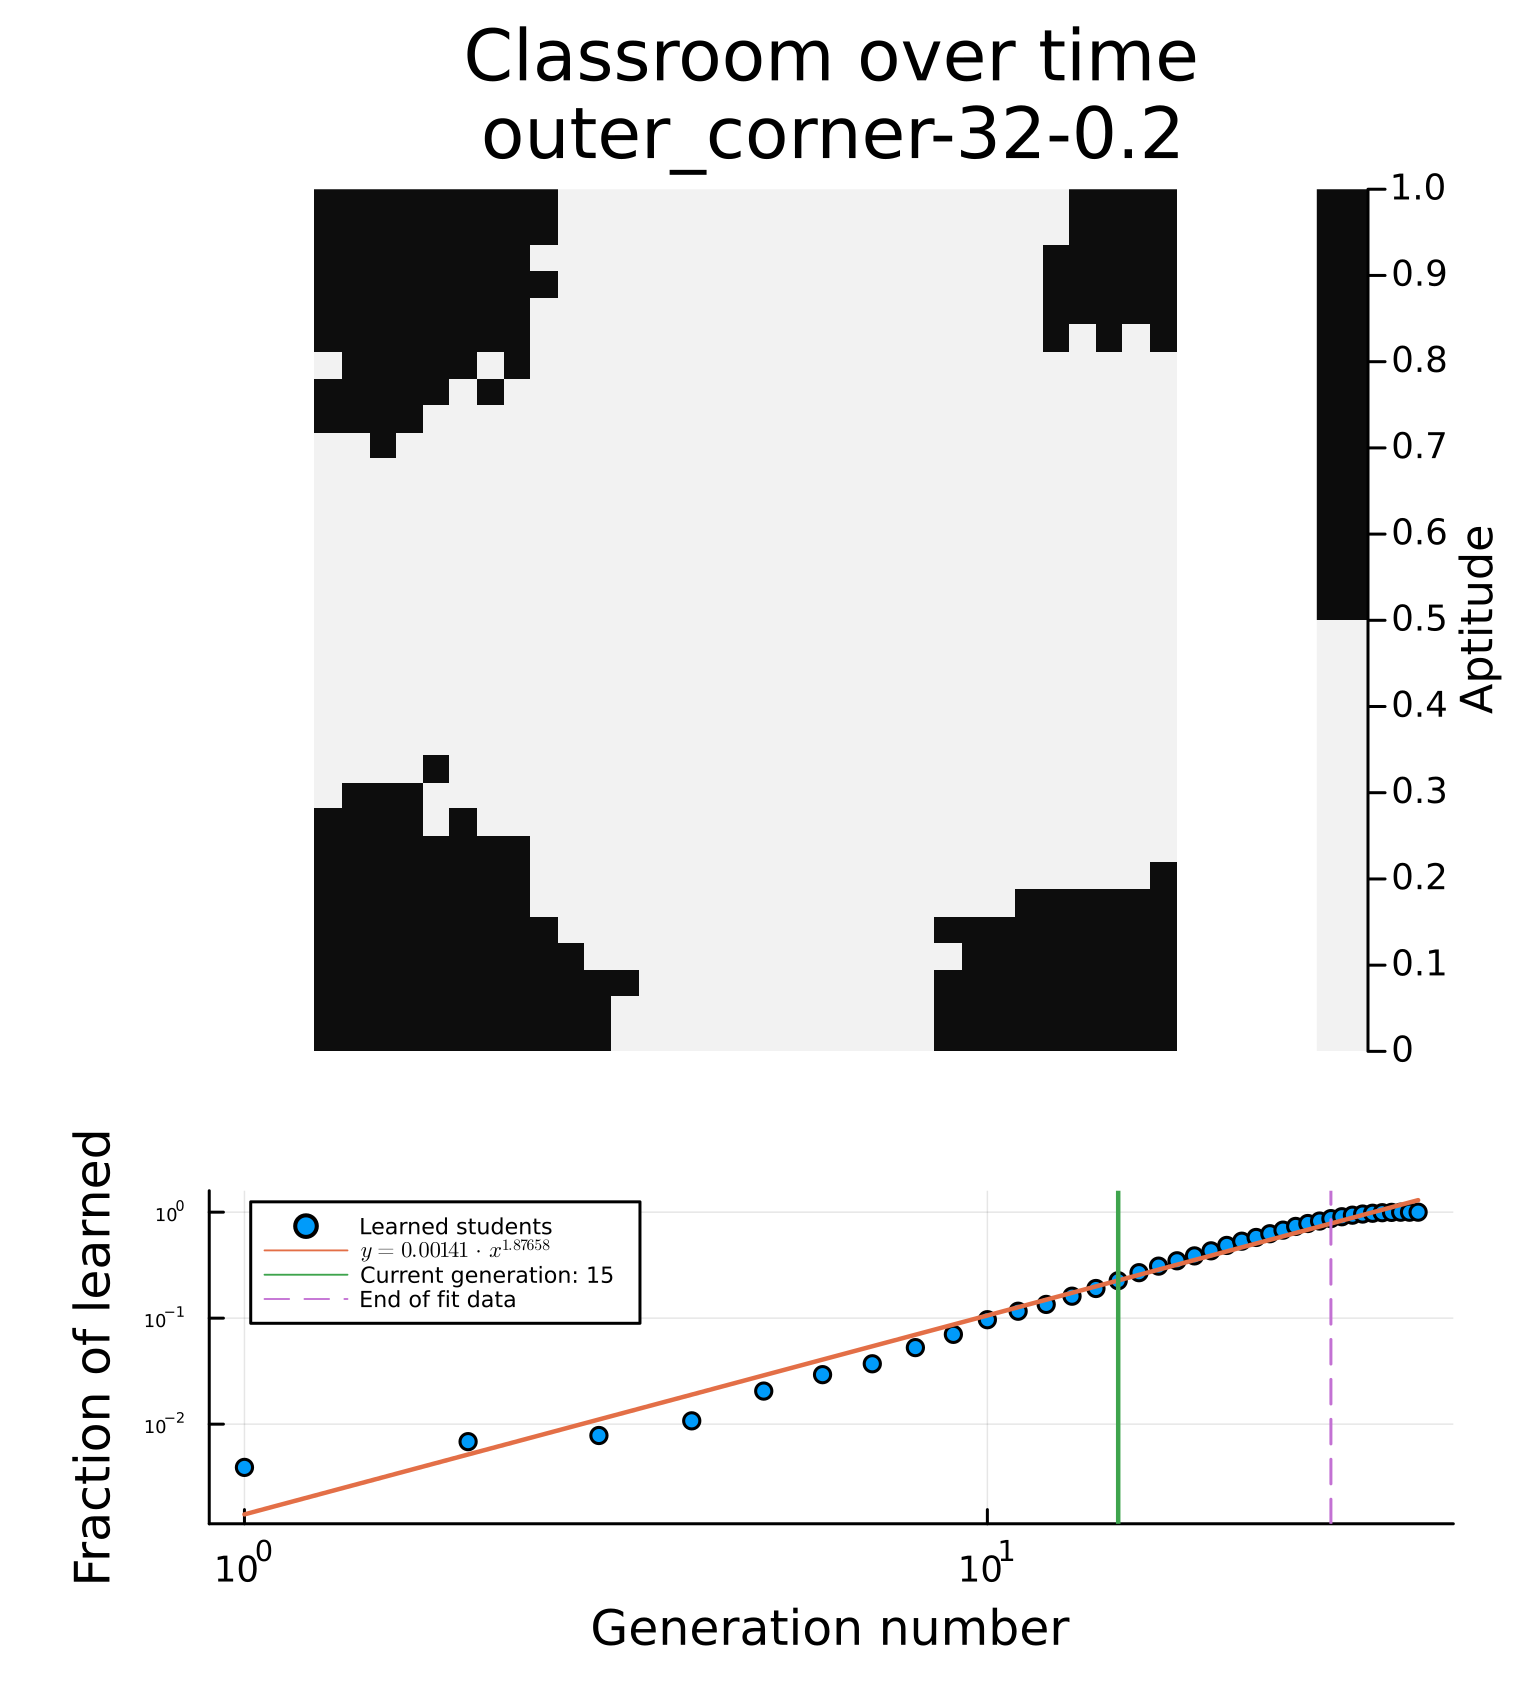 Classroom over time
outer_corner-32-0.2
1.0
0.9
0.8
0.7
0.6
0.5
0.4
0.3
0.2
0.1
0
Aptitude
Fraction of learned
10⁰
10⁻¹
10⁻²
Learned students
y = 0.00141 · x^1.87658
Current generation: 15
End of fit data
10⁰
10¹
Generation number